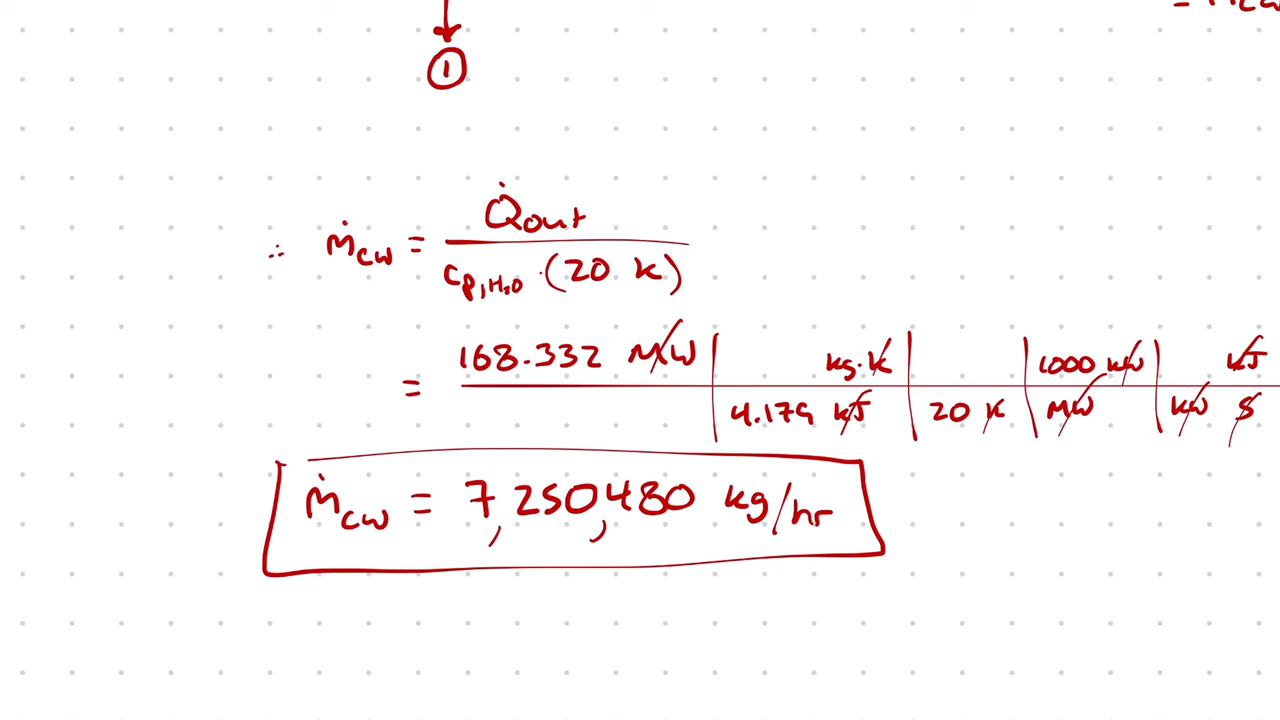 ①
∴ ṁcw = Q̇out / (cp,H₂O · (20 K))
= 168.332 MW | kg·K | | 1000 kW | kJ
| 4.179 kJ | 20 K | MW | kW s
ṁcw = 7,250,480 kg/hr